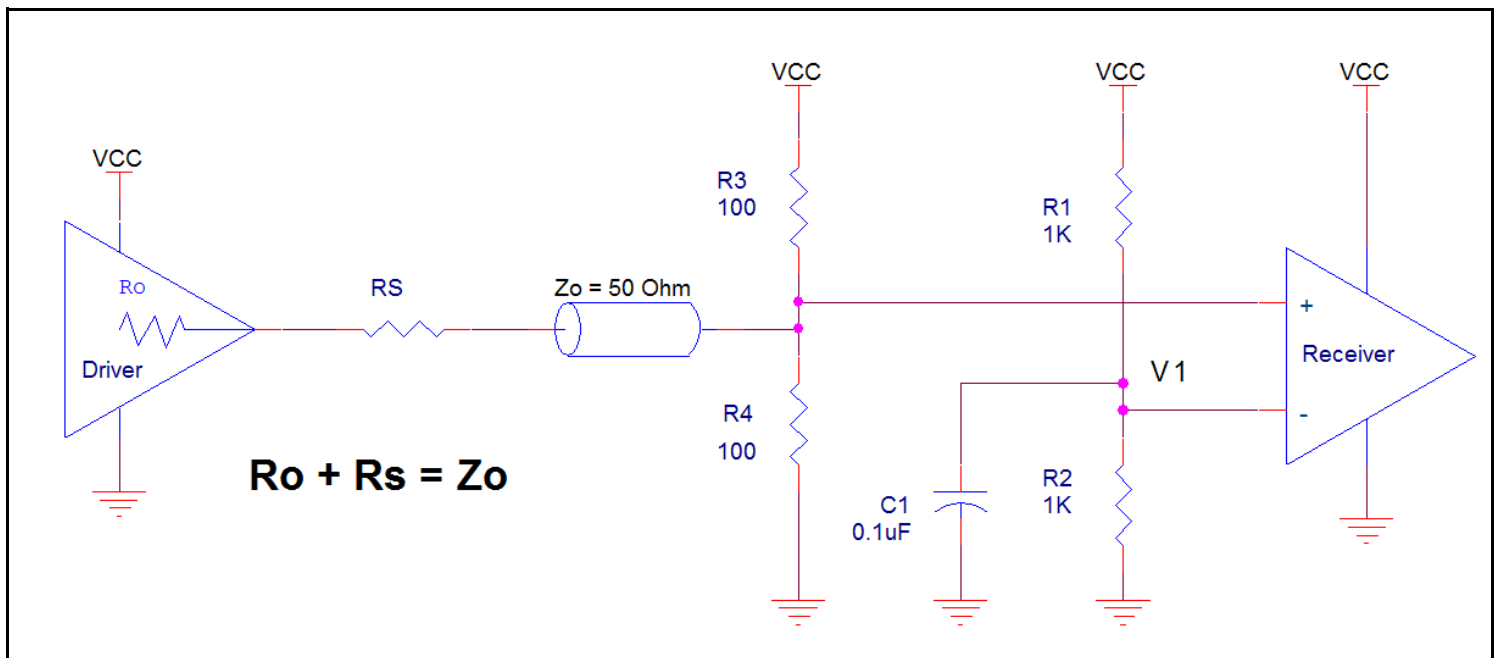 VCC
VCC
VCC
VCC
R3
100
R1
1K
Ro
RS
Zo = 50 Ohm
+
Driver
Receiver
V1
-
R4
100
Ro + Rs = Zo
R2
1K
C1
0.1uF